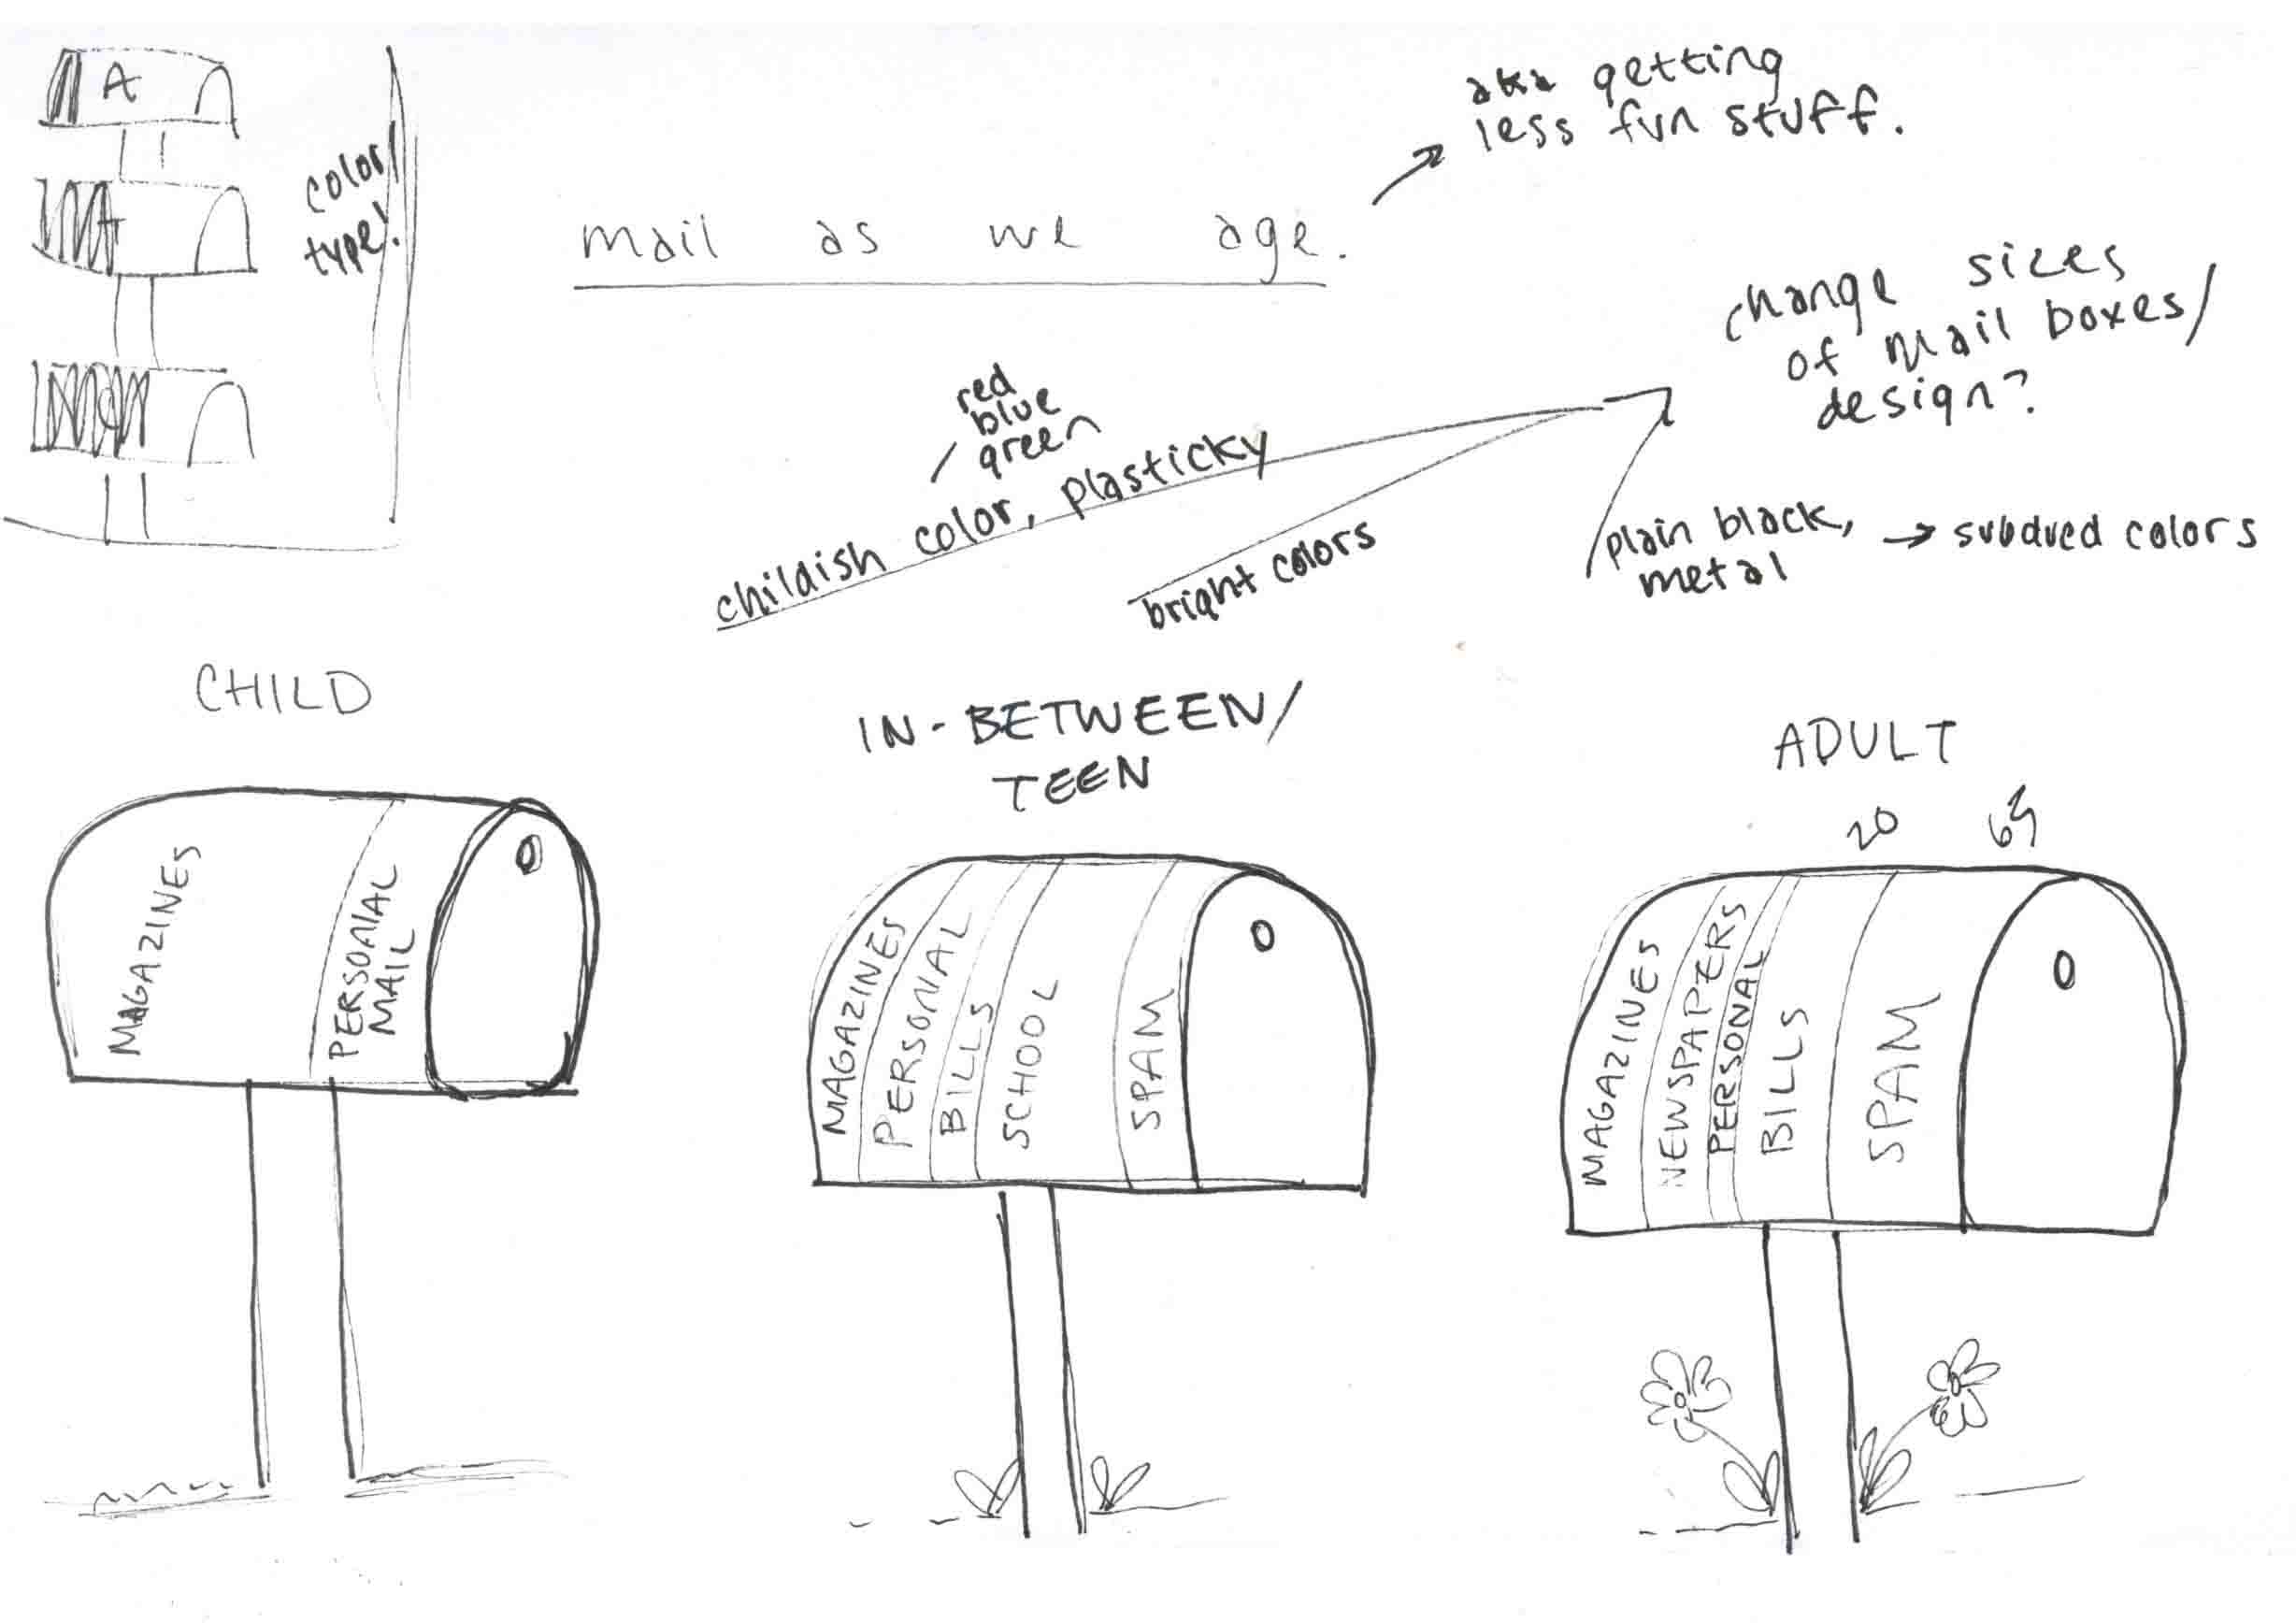 A
color!
type!
mail as we age.
aka getting
less fun stuff.
change sizes
of mail boxes/
design?
red
blue
green
childish color, plasticky
bright colors
plain black,
metal
→ subdued colors
CHILD
MAGAZINES
PERSONAL
MAIL
IN-BETWEEN/
TEEN
MAGAZINES
PERSONAL
BILLS
SCHOOL
SPAM
ADULT
20
MAGAZINES
NEWSPAPERS
PERSONAL
BILLS
SPAM